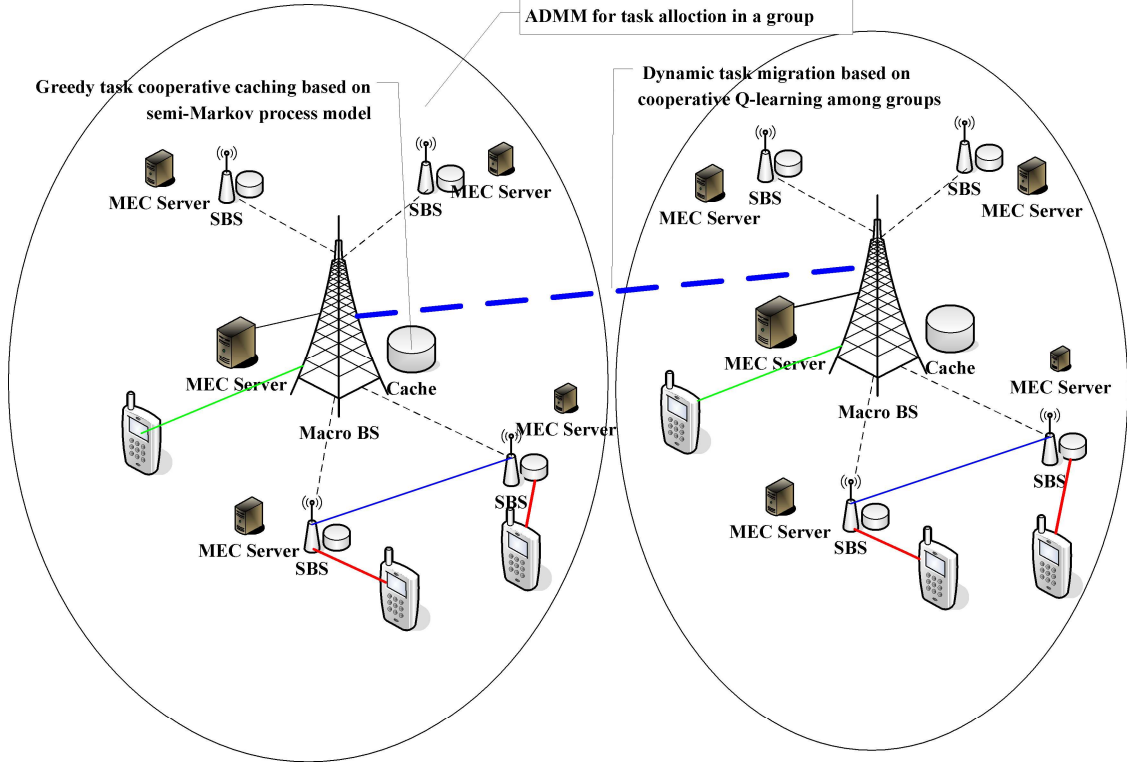 ADMM for task alloction in a group
Greedy task cooperative caching based on
semi-Markov process model
Dynamic task migration based on
cooperative Q-learning among groups
MEC Server
SBS
MEC Server
SBS
MEC Server
Cache
Macro BS
MEC Server
SBS
MEC Server
SBS
MEC Server
SBS
SBS
MEC Server
MEC Server
Cache
Macro BS
MEC Server
SBS
MEC Server
SBS